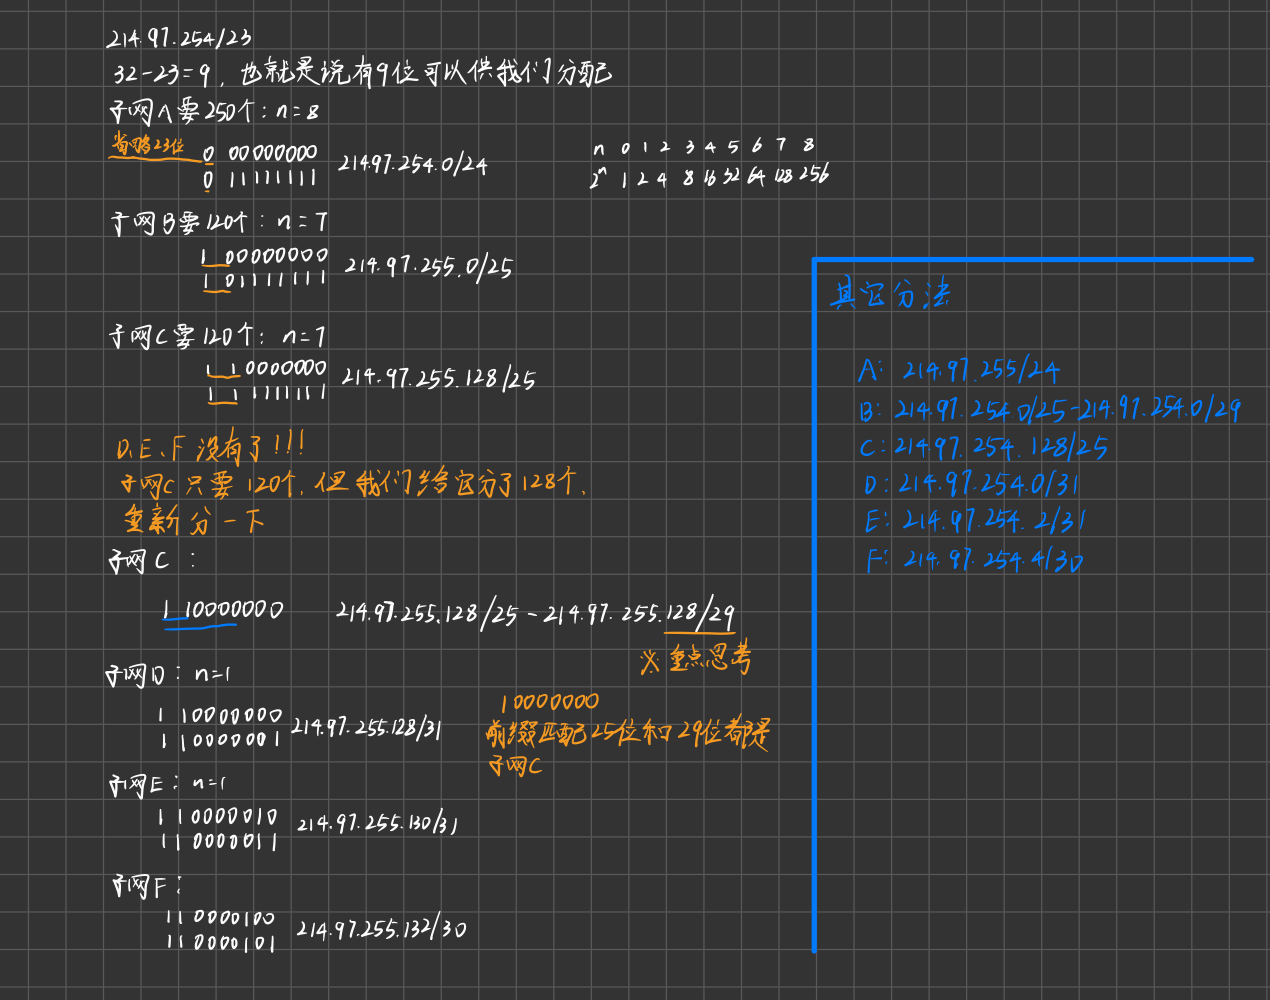 214.97.254/23
32-23=9，也就是说有9位可以供我们分配
子网A要250个：n=8
省略23位
0 00000000
0 11111111
214.97.254.0/24
n 0 1 2 3 4 5 6 7 8
2^n 1 2 4 8 16 32 64 128 256
子网B要120个：n=7
1 00000000
1 01111111
214.97.255.0/25
子网C要120个：n=7
1 10000000
1 11111111
214.97.255.128/25
D、E、F 没有了!!!
子网C只要120个，但我们给它分了128个，
重新分一下
子网C：
1 10000000 214.97.255.128/25-214.97.255.128/29
※重点思考
子网D：n=1
1 10000000
1 10000001
214.97.255.128/31
10000000
前缀匹配25位和29位都是
子网C
子网E：n=1
1 10000010
1 10000011
214.97.255.130/31
子网F：
1 10000100
1 10000101
214.97.255.132/30
其它分法
A: 214.97.255/24
B: 214.97.254.0/25-214.97.254.0/29
C: 214.97.254.128/25
D: 214.97.254.0/31
E: 214.97.254.2/31
F: 214.97.254.4/30